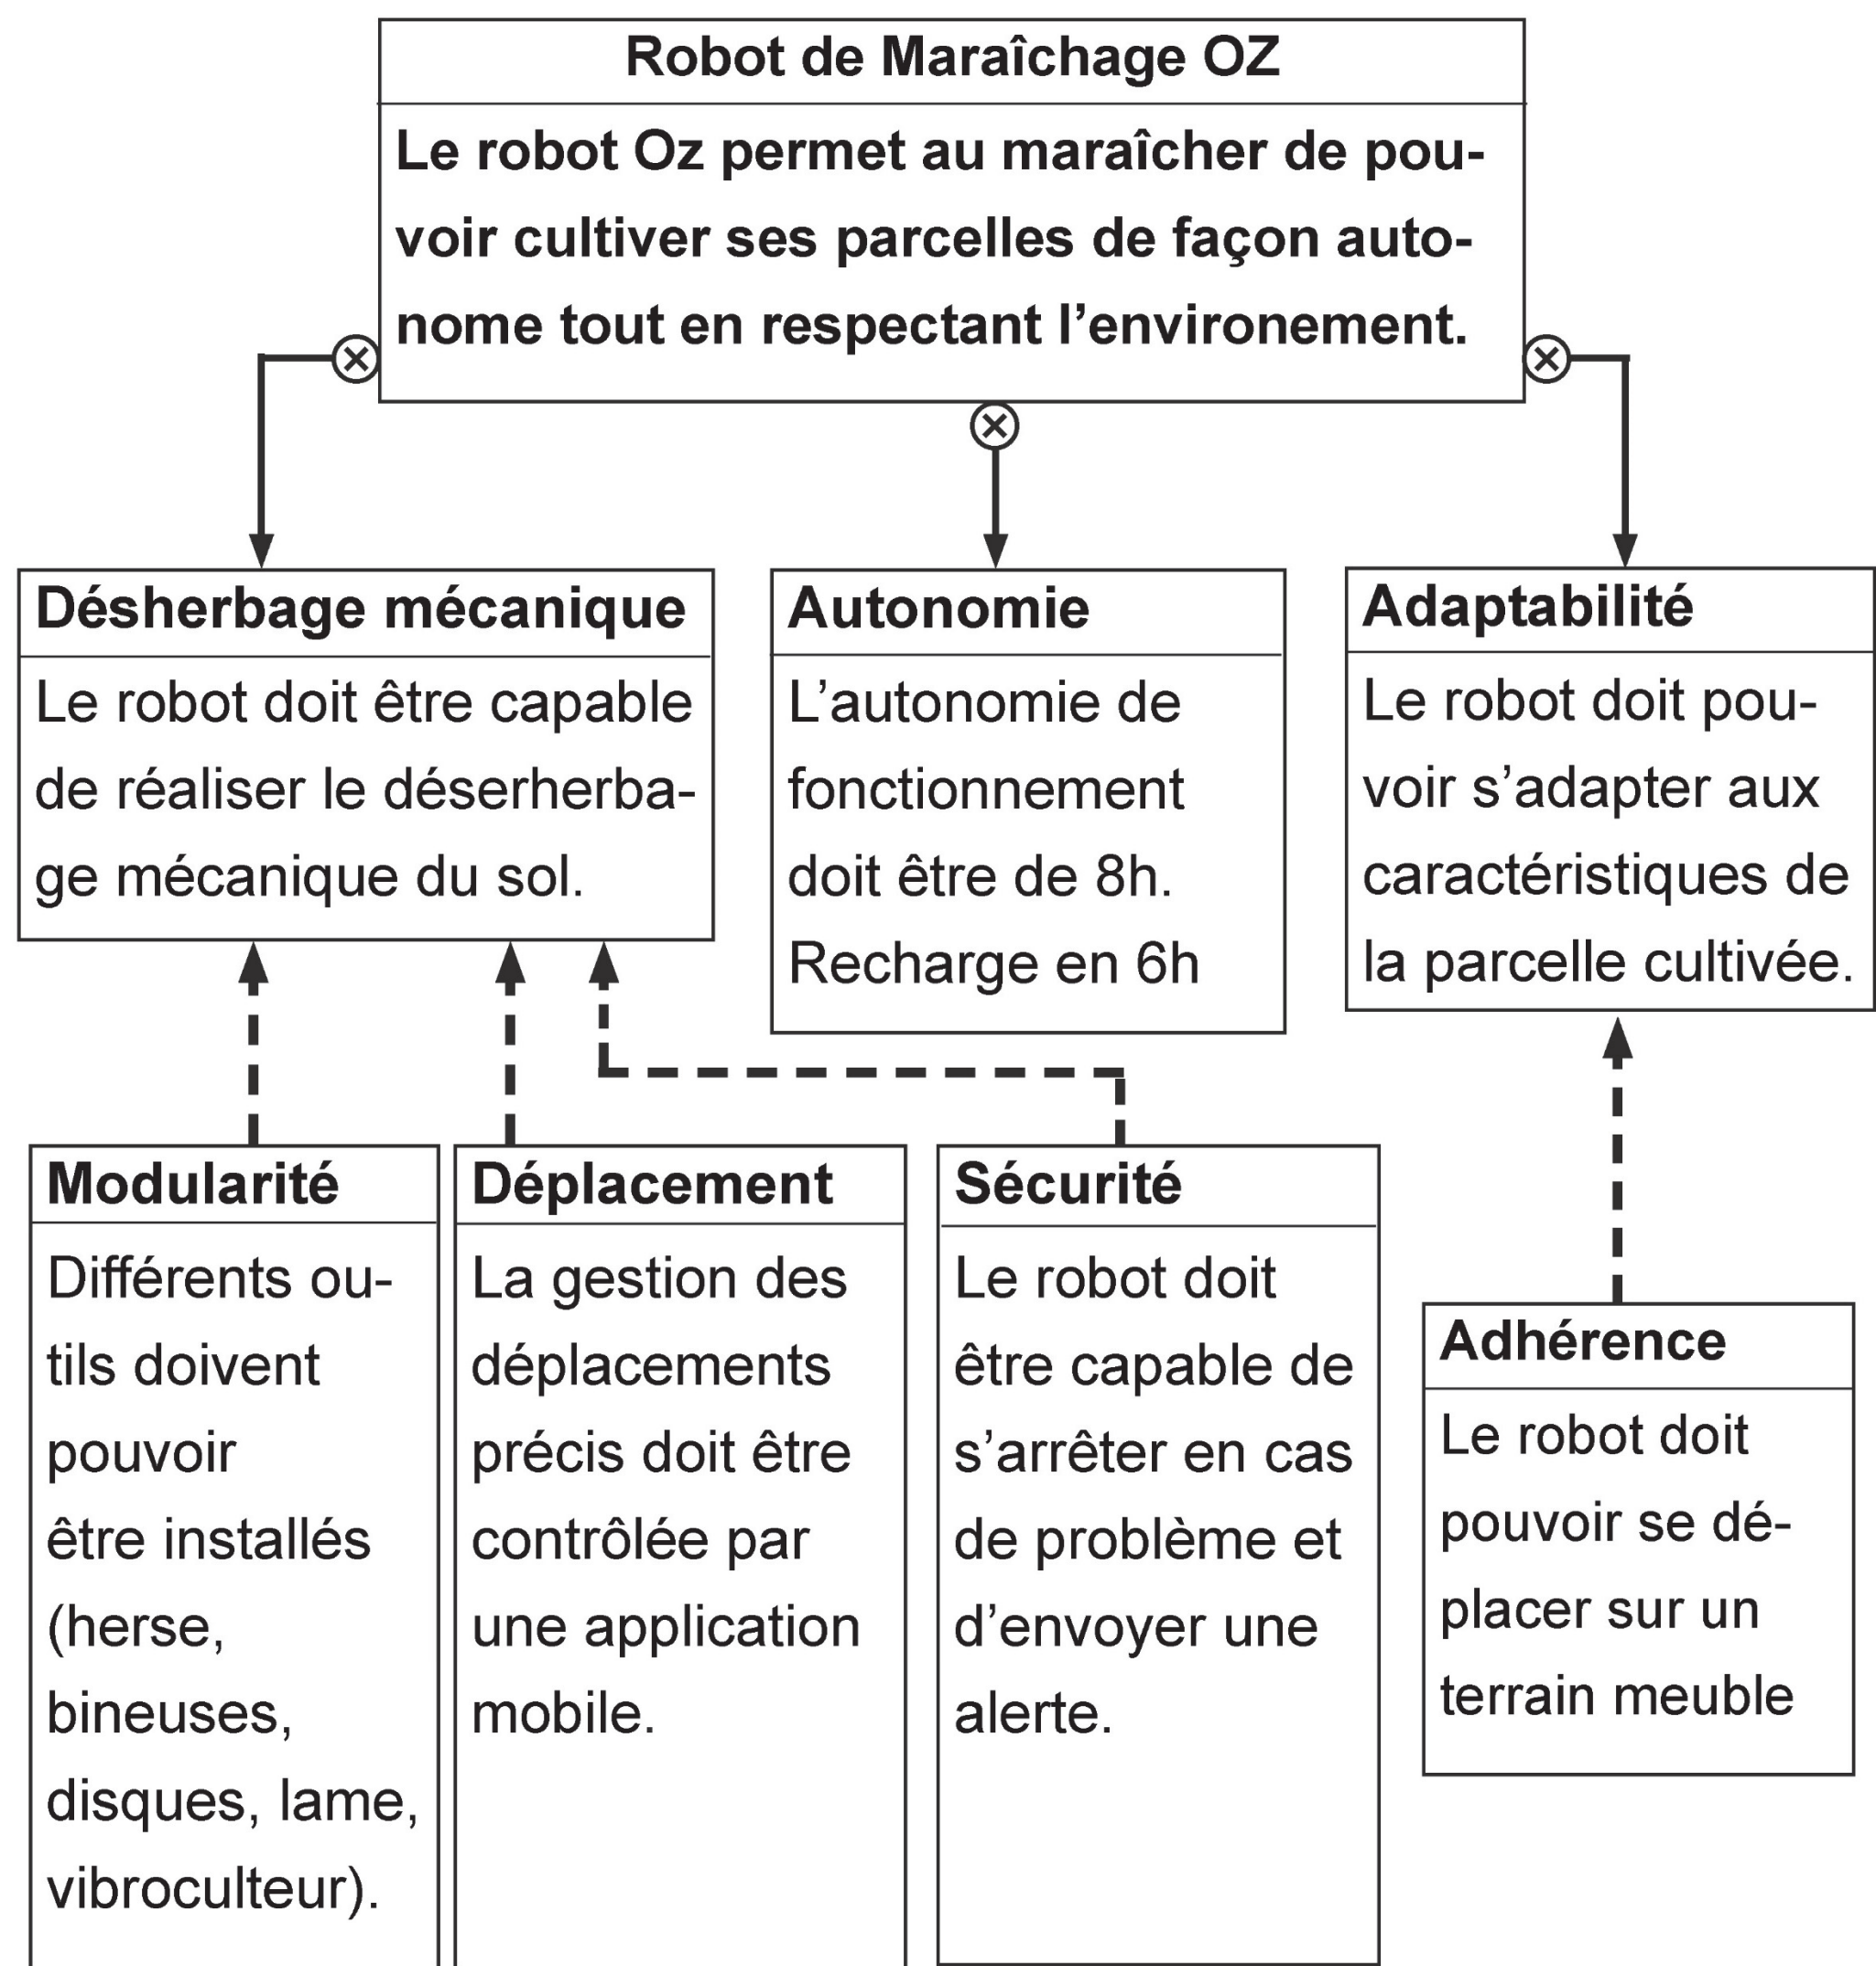 Robot de Maraîchage OZ
Le robot Oz permet au maraîcher de pou-
voir cultiver ses parcelles de façon auto-
nome tout en respectant l’environement.
Désherbage mécanique
Le robot doit être capable
de réaliser le déserherba-
ge mécanique du sol.
Autonomie
L’autonomie de
fonctionnement
doit être de 8h.
Recharge en 6h
Adaptabilité
Le robot doit pou-
voir s’adapter aux
caractéristiques de
la parcelle cultivée.
Modularité
Différents ou-
tils doivent
pouvoir
être installés
(herse,
bineuses,
disques, lame,
vibroculteur).
Déplacement
La gestion des
déplacements
précis doit être
contrôlée par
une application
mobile.
Sécurité
Le robot doit
être capable de
s’arrêter en cas
de problème et
d’envoyer une
alerte.
Adhérence
Le robot doit
pouvoir se dé-
placer sur un
terrain meuble